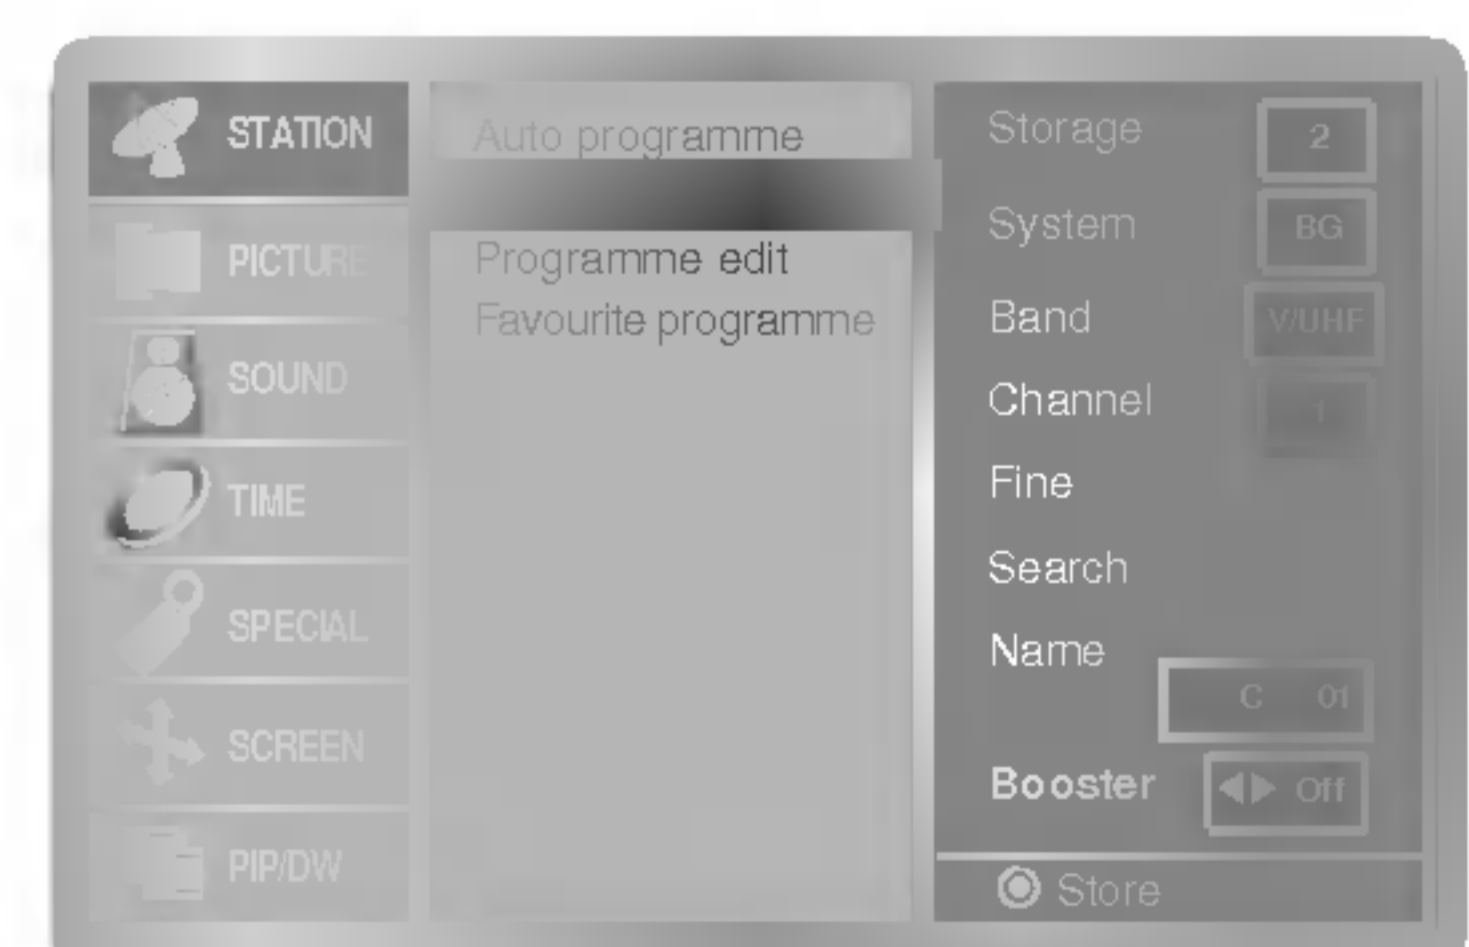 STATION
PICTURE
SOUND
TIME
SPECIAL
SCREEN
PIP/DW
Auto programme
Programme edit
Favourite programme
Storage 2
System BG
Band V/UHF
Channel 1
Fine
Search
Name
C 01
Booster ◀▶ Off
Store